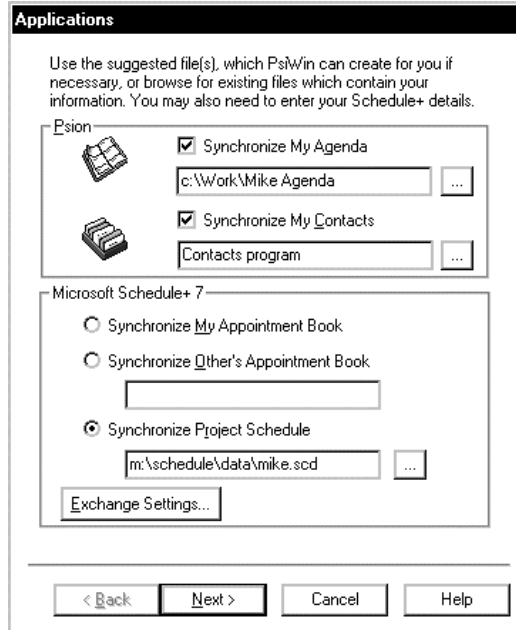 Applications
Use the suggested file(s), which PsiWin can create for you if
necessary, or browse for existing files which contain your
information. You may also need to enter your Schedule+ details.
Psion
Synchronize My Agenda
c:\Work\Mike Agenda
...
Synchronize My Contacts
Contacts program
...
Microsoft Schedule+ 7
Synchronize My Appointment Book
Synchronize Other's Appointment Book
Synchronize Project Schedule
m:\schedule\data\mike.scd
...
Exchange Settings...
< Back Next > Cancel Help